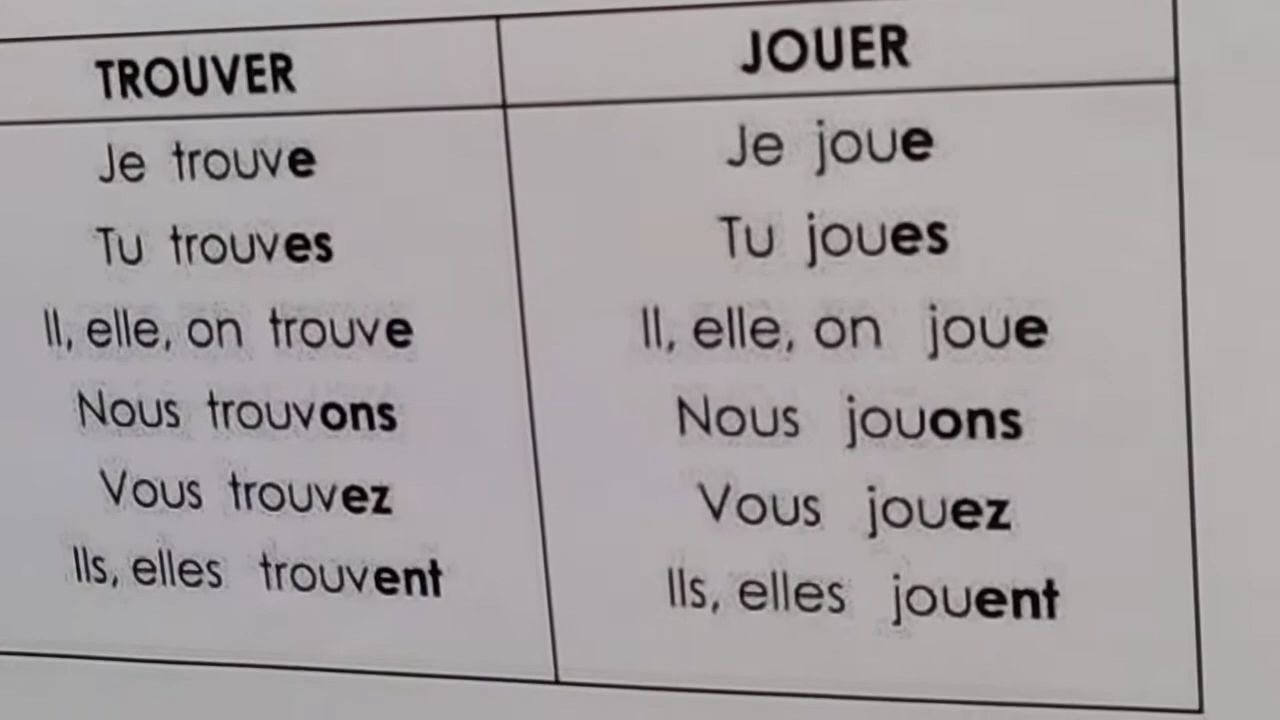 TROUVER
Je trouve
Tu trouves
Il, elle, on trouve
Nous trouvons
Vous trouvez
Ils, elles trouvent
JOUER
Je joue
Tu joues
Il, elle, on joue
Nous jouons
Vous jouez
Ils, elles jouent